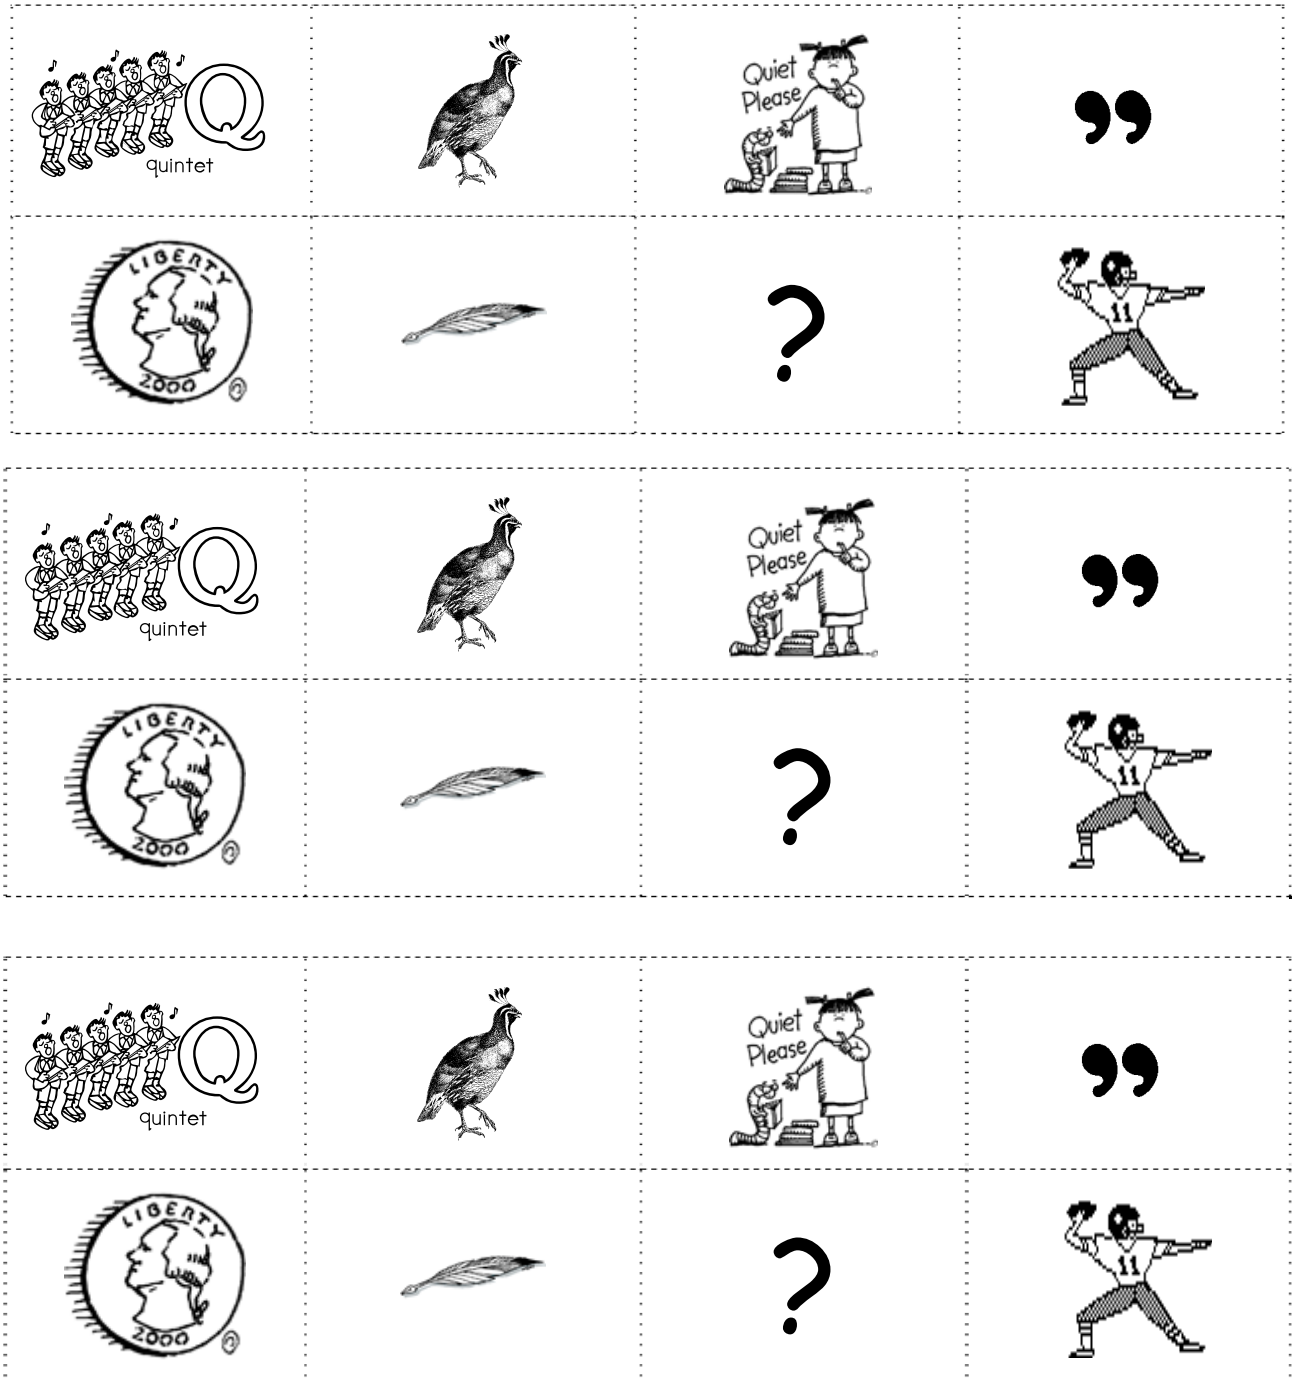 Q
quintet
Quiet
Please
”
LIBERTY
2000
?
11
Q
quintet
Quiet
Please
”
LIBERTY
2000
?
11
Q
quintet
Quiet
Please
”
LIBERTY
2000
?
11